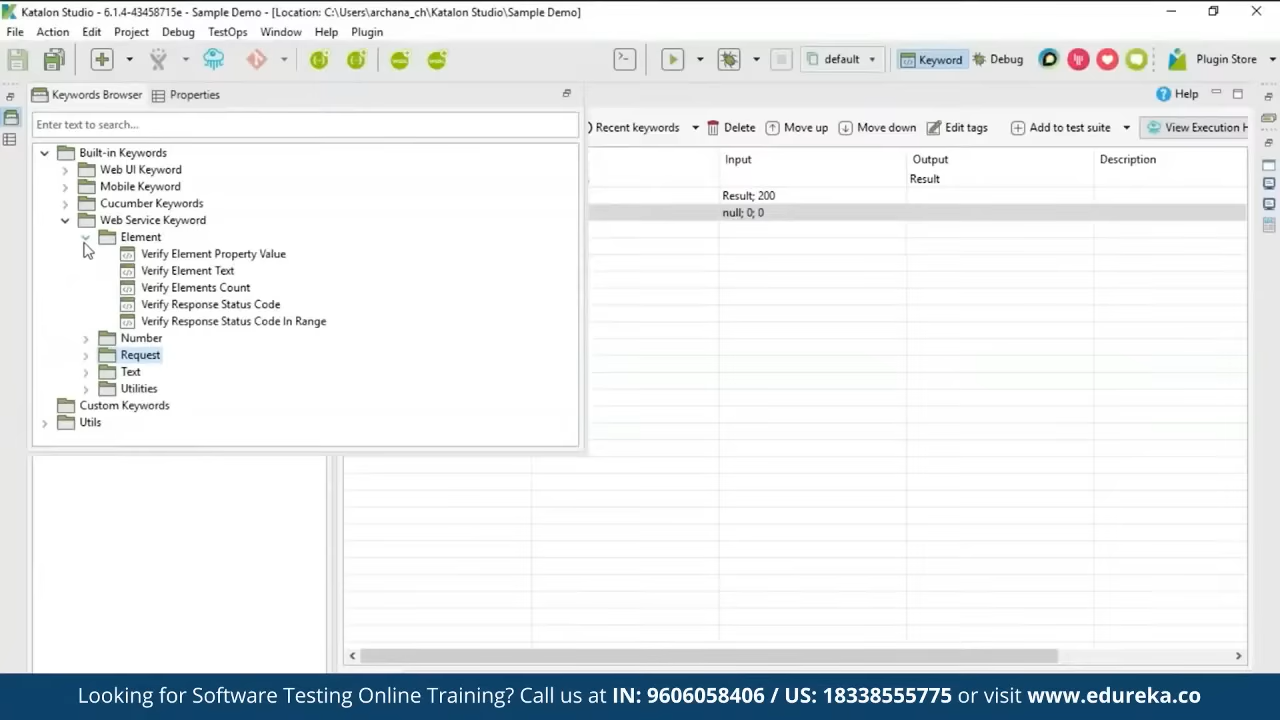 Katalon Studio - 6.1.4-43458715e - Sample Demo - [Location: C:\Users\archana_ch\Katalon Studio\Sample Demo]
File Action Edit Project Debug TestOps Window Help Plugin
default Keyword Debug Plugin Store
Keywords Browser Properties Help
Enter text to search...
Recent keywords Delete Move up Move down Edit tags Add to test suite View Execution H
Built-in Keywords
Web UI Keyword
Mobile Keyword
Cucumber Keywords
Web Service Keyword
Element
Verify Element Property Value
Verify Element Text
Verify Elements Count
Verify Response Status Code
Verify Response Status Code In Range
Number
Request
Text
Utilities
Custom Keywords
Utils
Input Output Description
Result
Result; 200
null; 0; 0
Looking for Software Testing Online Training? Call us at IN: 9606058406 / US: 18338555775 or visit www.edureka.co